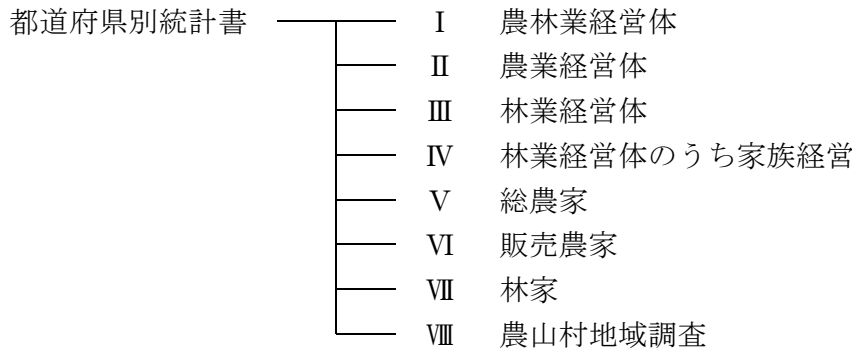 都道府県別統計書 Ⅰ 農林業経営体
Ⅱ 農業経営体
Ⅲ 林業経営体
Ⅳ 林業経営体のうち家族経営
Ⅴ 総農家
Ⅵ 販売農家
Ⅶ 林家
Ⅷ 農山村地域調査